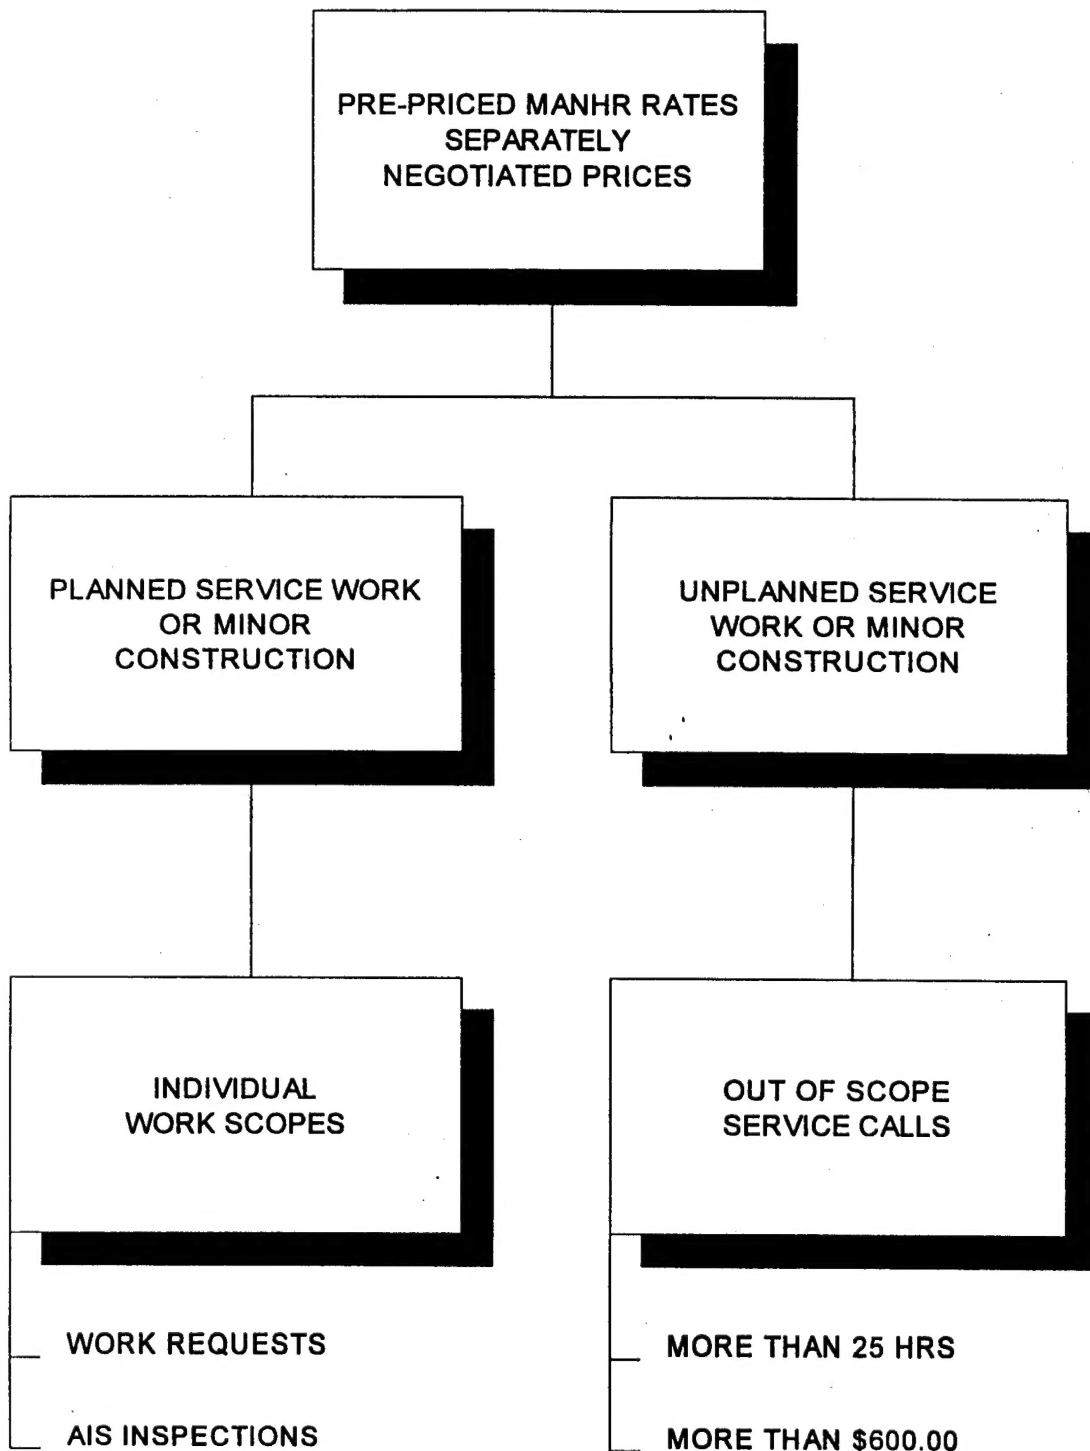 PRE-PRICED MANHR RATES
SEPARATELY
NEGOTIATED PRICES
PLANNED SERVICE WORK
OR MINOR
CONSTRUCTION
UNPLANNED SERVICE
WORK OR MINOR
CONSTRUCTION
INDIVIDUAL
WORK SCOPES
OUT OF SCOPE
SERVICE CALLS
WORK REQUESTS
AIS INSPECTIONS
MORE THAN 25 HRS
MORE THAN $600.00